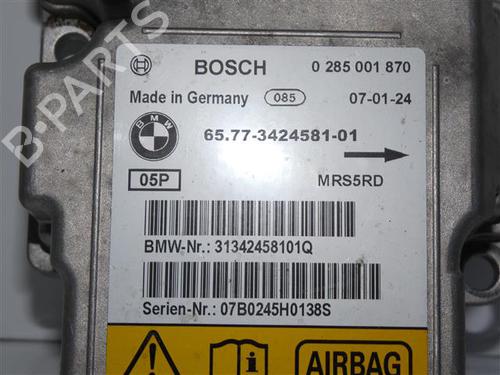 BOSCH 0 285 001 870
Made in Germany 085 07-01-24
BMW
65.77-3424581-01
05P MRS5RD
BMW-Nr.: 31342458101Q
Serien-Nr.: 07B0245H0138S
AIRBAG
B-PARTS